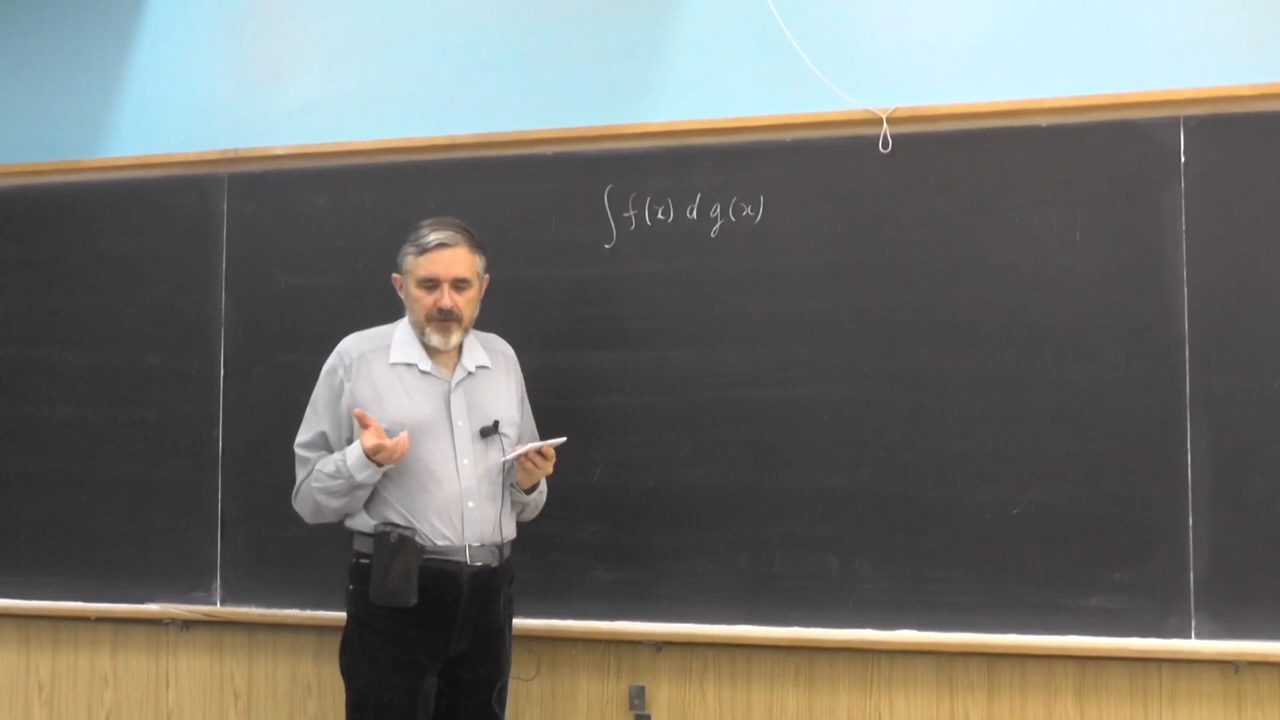 ∫ f(x) d g(x)